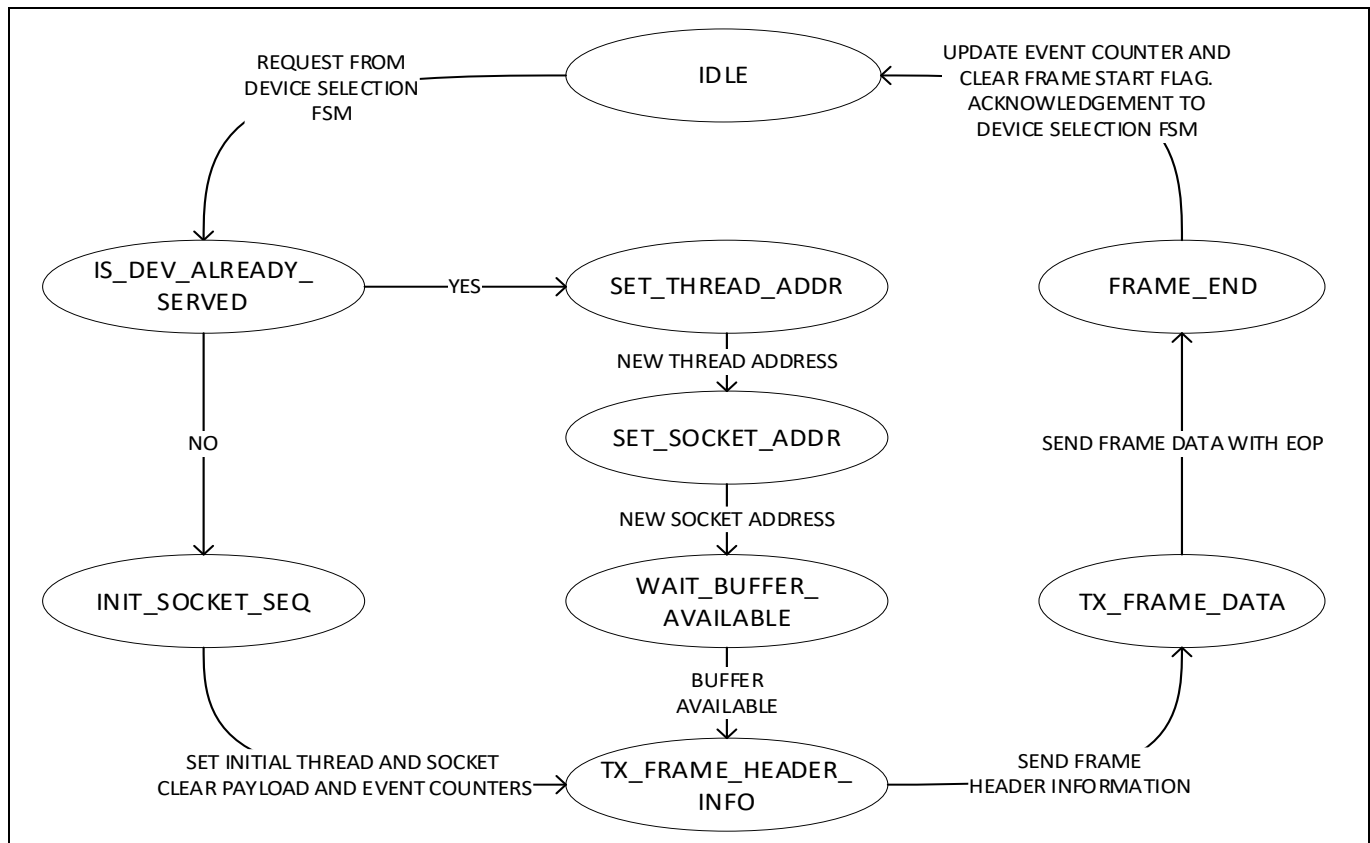 IDLE
REQUEST FROM
DEVICE SELECTION
FSM
UPDATE EVENT COUNTER AND
CLEAR FRAME START FLAG.
ACKNOWLEDGEMENT TO
DEVICE SELECTION FSM
IS_DEV_ALREADY_
SERVED
YES
SET_THREAD_ADDR
FRAME_END
NEW THREAD ADDRESS
SET_SOCKET_ADDR
NO
SEND FRAME DATA WITH EOP
NEW SOCKET ADDRESS
INIT_SOCKET_SEQ
WAIT_BUFFER_
AVAILABLE
TX_FRAME_DATA
BUFFER
AVAILABLE
SET INITIAL THREAD AND SOCKET
CLEAR PAYLOAD AND EVENT COUNTERS
TX_FRAME_HEADER_
INFO
SEND FRAME
HEADER INFORMATION